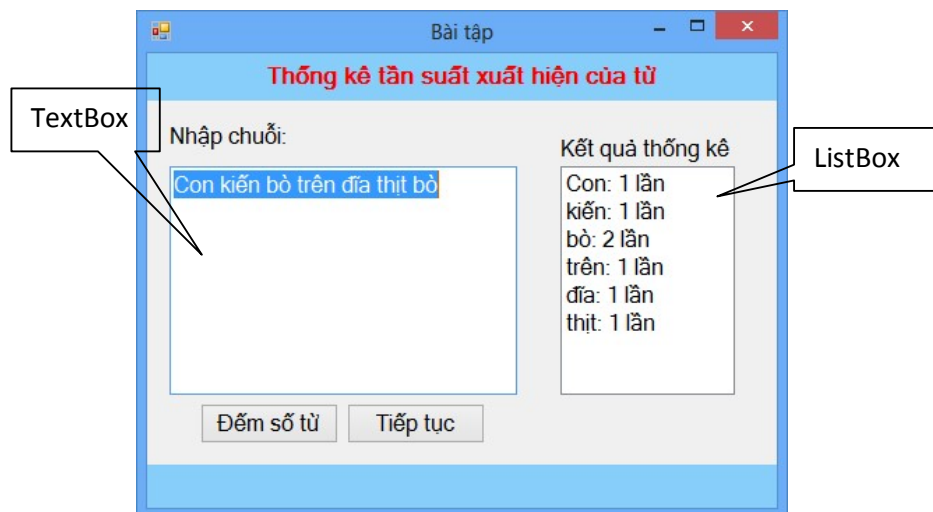 Bài tập
Thống kê tần suất xuất hiện của từ
TextBox
Nhập chuỗi:
Kết quả thống kê
ListBox
Con kiến bò trên đĩa thịt bò
Con: 1 lần
kiến: 1 lần
bò: 2 lần
trên: 1 lần
đĩa: 1 lần
thịt: 1 lần
Đếm số từ
Tiếp tục